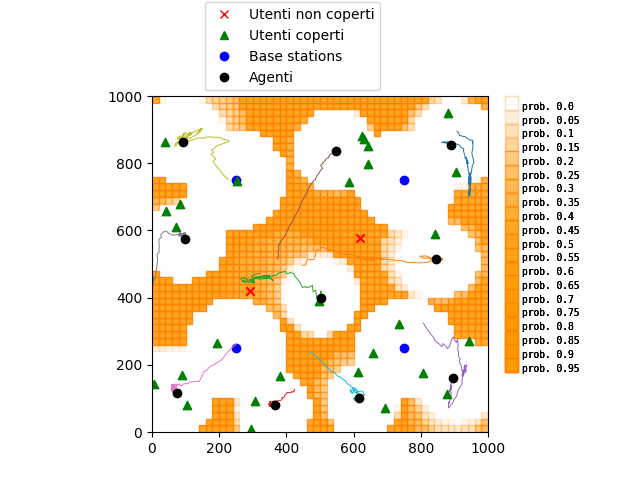 Utenti non coperti
Utenti coperti
Base stations
Agenti
1000
800
600
400
200
0
0 200 400 600 800 1000
prob. 0.0
prob. 0.05
prob. 0.1
prob. 0.15
prob. 0.2
prob. 0.25
prob. 0.3
prob. 0.35
prob. 0.4
prob. 0.45
prob. 0.5
prob. 0.55
prob. 0.6
prob. 0.65
prob. 0.7
prob. 0.75
prob. 0.8
prob. 0.85
prob. 0.9
prob. 0.95